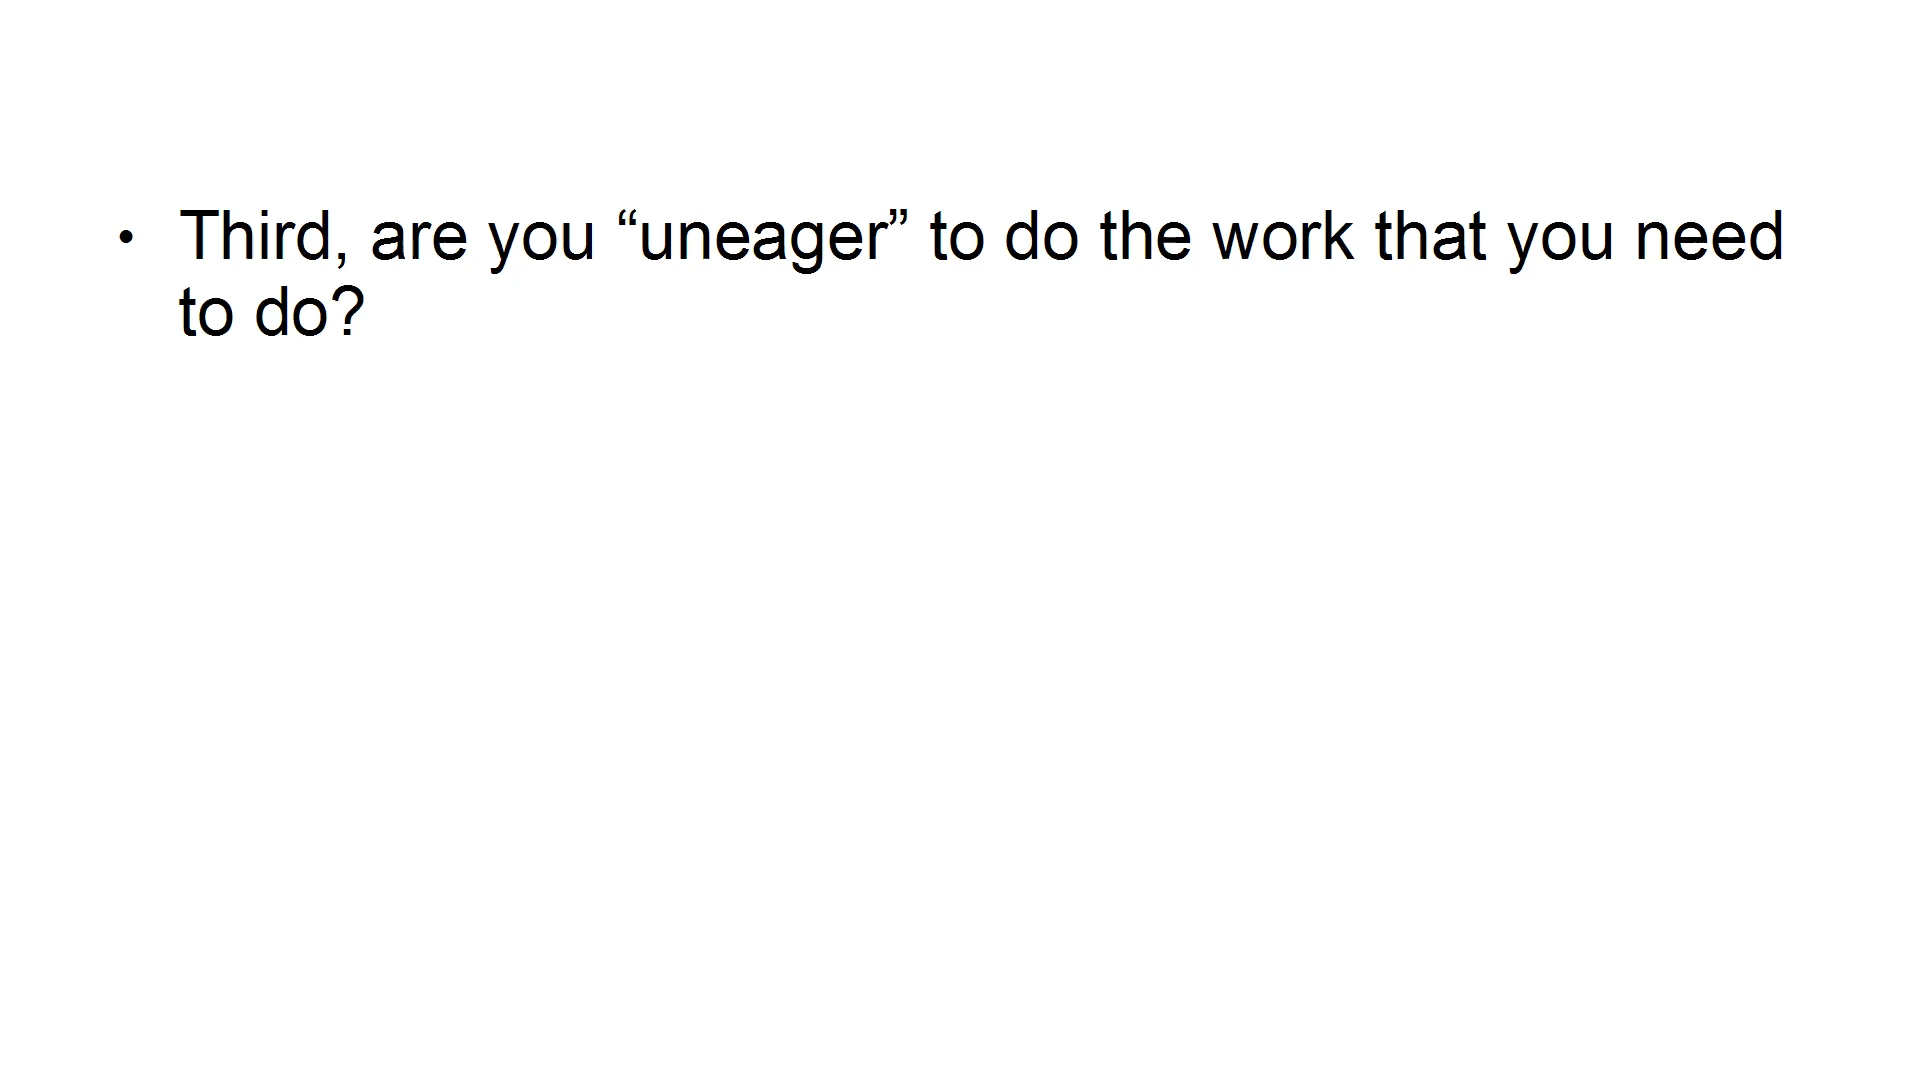 • Third, are you “uneager” to do the work that you need
to do?